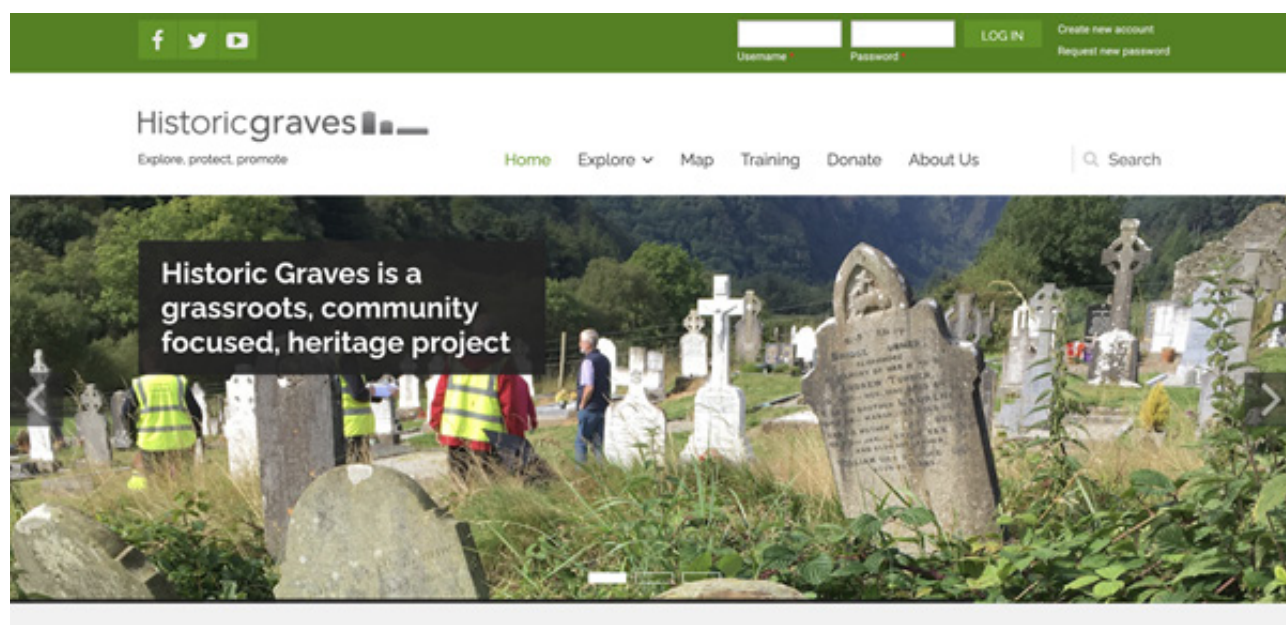 LOG IN
Create new account
Username *
Password *
Request new password
Historicgraves
Explore, protect, promote
Home
Explore
Map
Training
Donate
About Us
Search
Historic Graves is a
grassroots, community
focused, heritage project